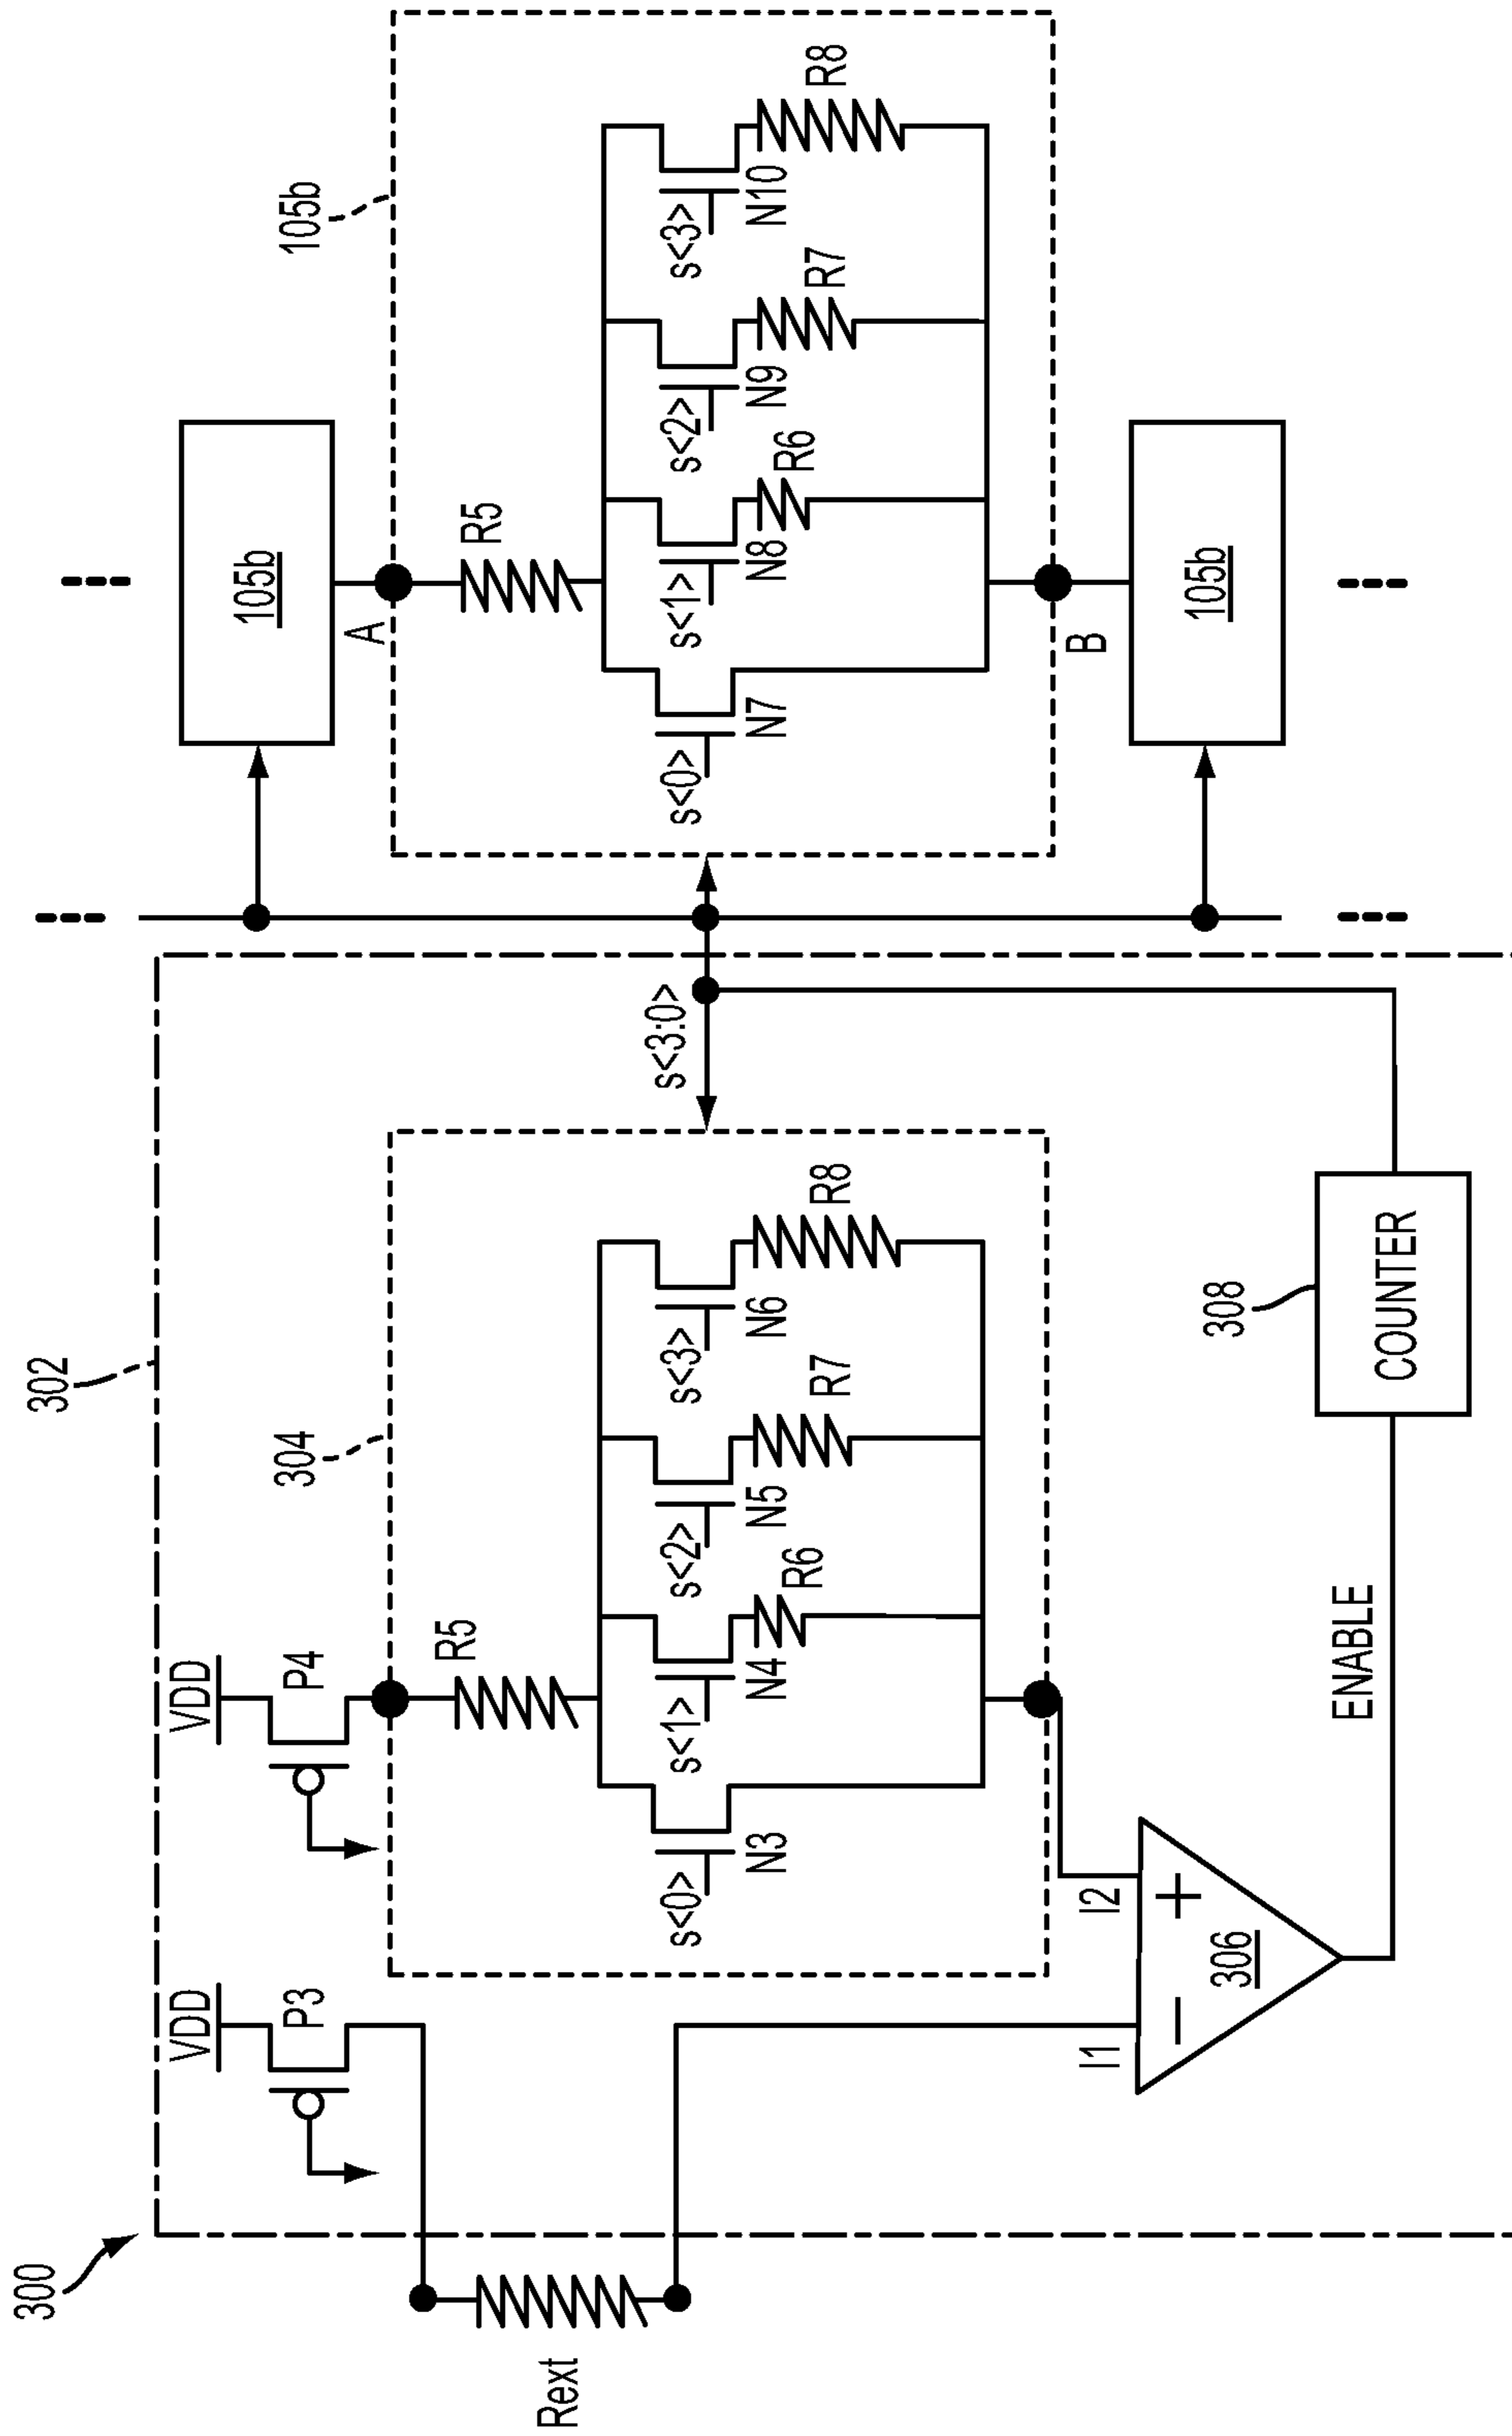 300
302
Rext
VDD
P3
VDD
P4
304
R5
s<0>
N3
s<1>
N4
R6
s<2>
N5
R7
s<3>
N6
R8
I1
I2
306
ENABLE
COUNTER
308
s<3:0>
105b
A
105b
R5
s<0>
N7
s<1>
N8
R6
s<2>
N9
R7
s<3>
N10
R8
B
105b